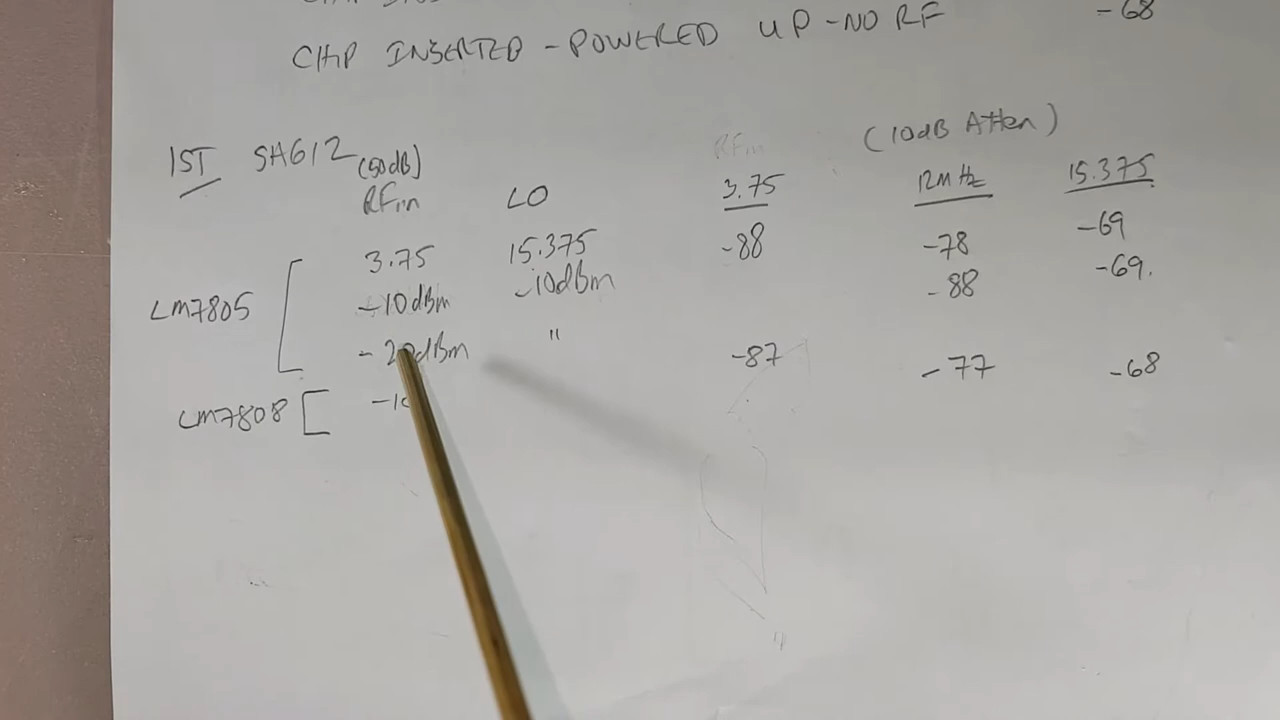 -68
CHIP INSERTED - POWERED UP - NO RF
1ST SA612 (50dB) (10dB Atten)
RFin LO 3.75 12MHz 15.375
3.75 15.375 -88 -78 -69
LM7805 -10dBm -10dBm -88 -69.
-20dBm " -87 -77 -68
LM7808 -10